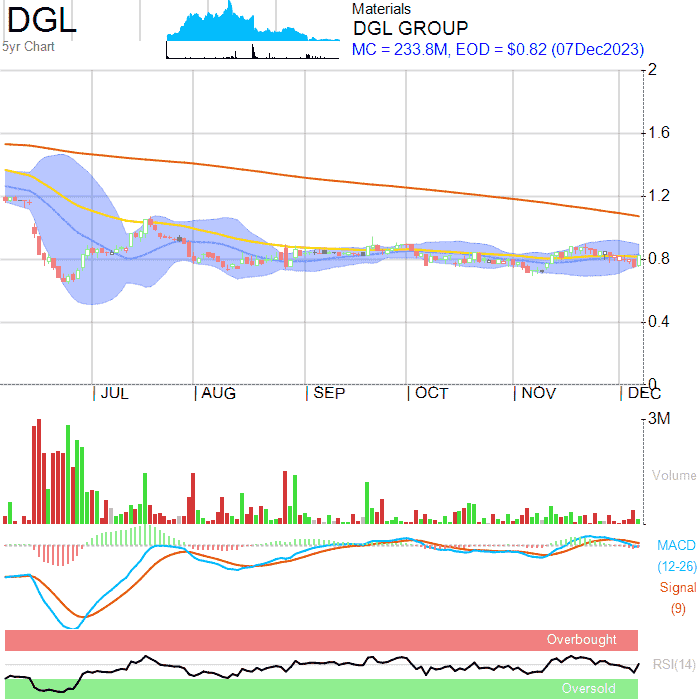 DGL
5yr Chart
Materials
DGL GROUP
MC = 233.8M, EOD = $0.82 (07Dec2023)
2
1.6
1.2
0.8
0.4
0
JUL AUG SEP OCT NOV DEC
3M
Volume
MACD
(12-26)
Signal
(9)
Overbought
RSI(14)
Oversold